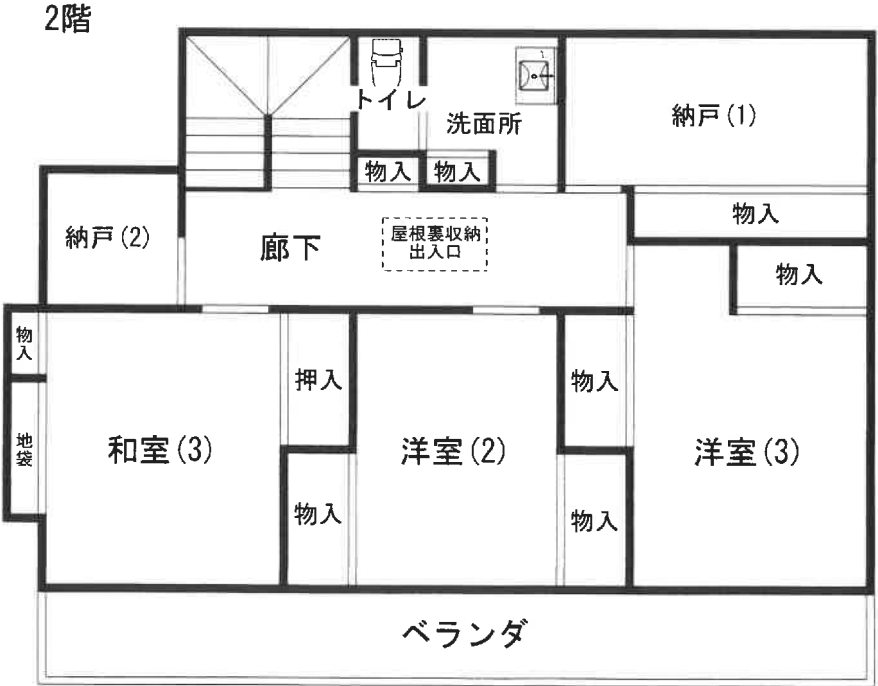 2階
トイレ
洗面所
納戸(1)
物入
物入
物入
納戸(2)
廊下
屋根裏収納
出入口
物入
物入
押入
物入
地袋
和室(3)
洋室(2)
洋室(3)
物入
物入
ベランダ